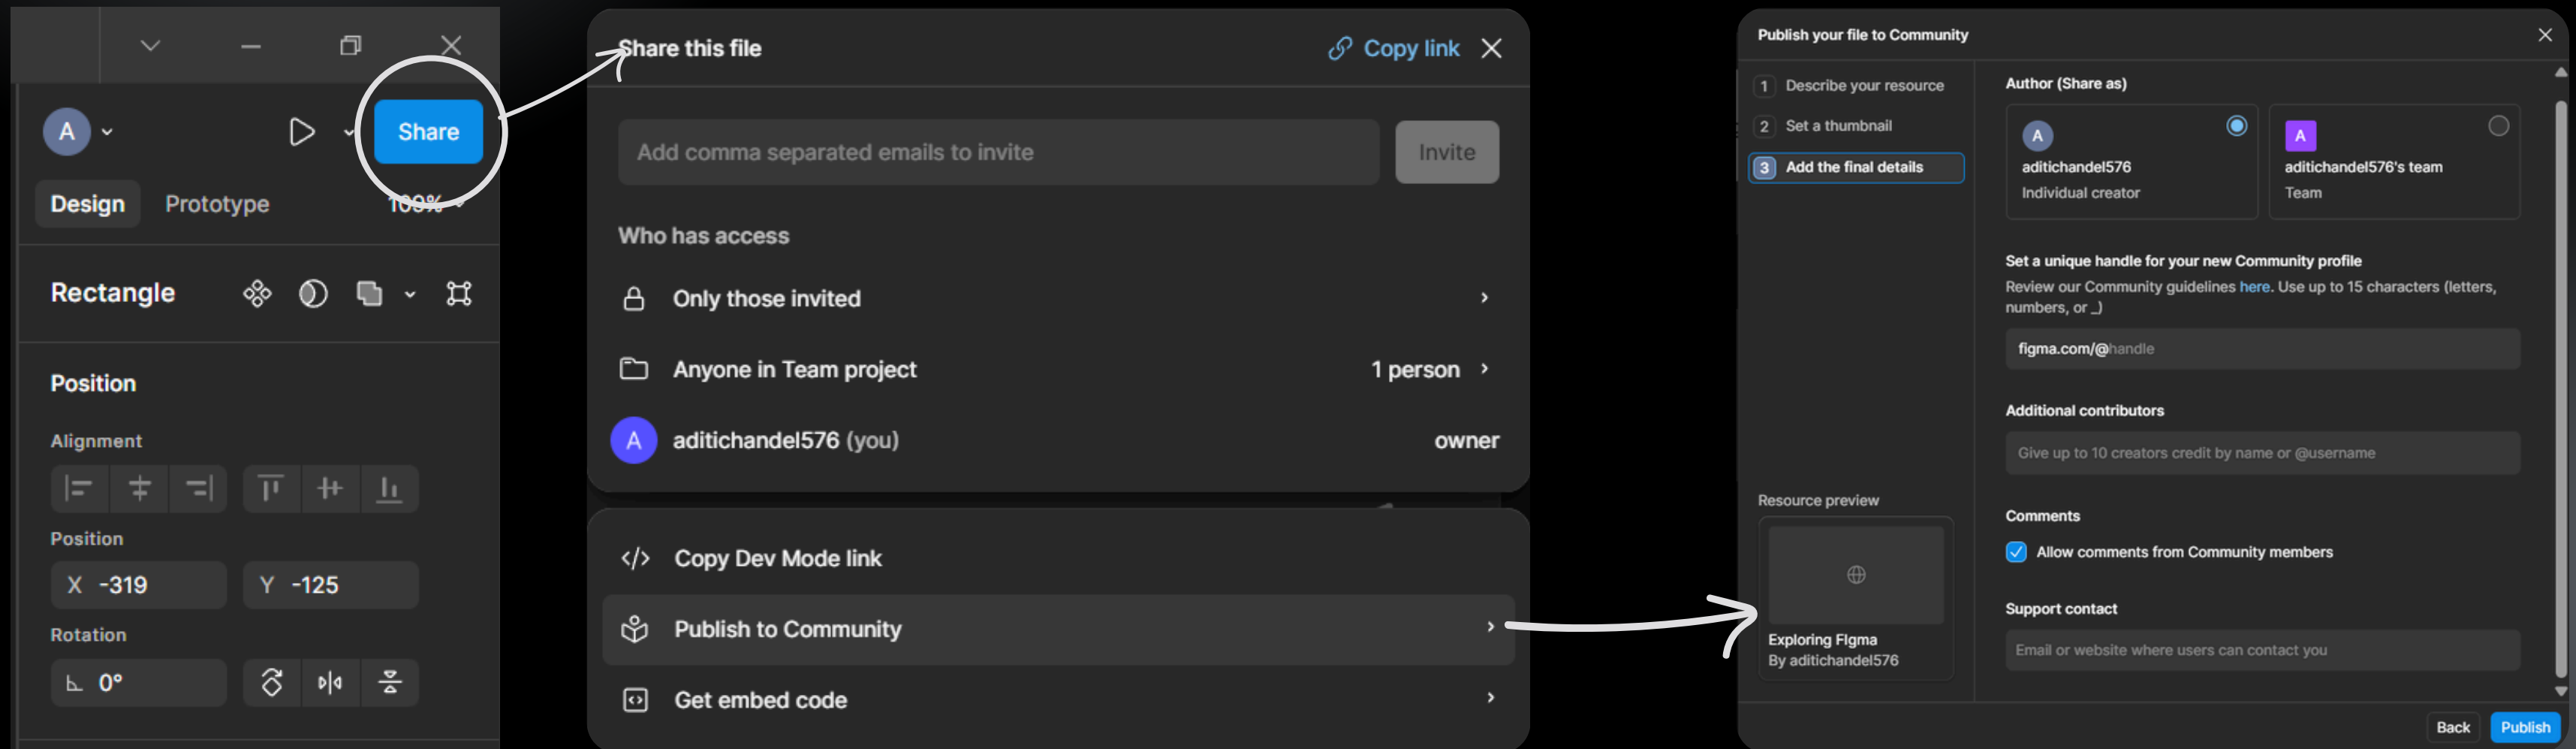 A
Share
Design Prototype 100%
Rectangle
Position
Alignment
Position
X -319 Y -125
Rotation
0°
Share this file Copy link
Add comma separated emails to invite Invite
Who has access
Only those invited
Anyone in Team project 1 person
A aditichandel576 (you) owner
Copy Dev Mode link
Publish to Community
Get embed code
Publish your file to Community
1 Describe your resource
2 Set a thumbnail
3 Add the final details
Resource preview
Exploring FIgma
By aditichandel576
Author (Share as)
A
aditichandel576
Individual creator
A
aditichandel576's team
Team
Set a unique handle for your new Community profile
Review our Community guidelines here. Use up to 15 characters (letters,
numbers, or _)
figma.com/@handle
Additional contributors
Give up to 10 creators credit by name or @username
Comments
Allow comments from Community members
Support contact
Email or website where users can contact you
Back Publish